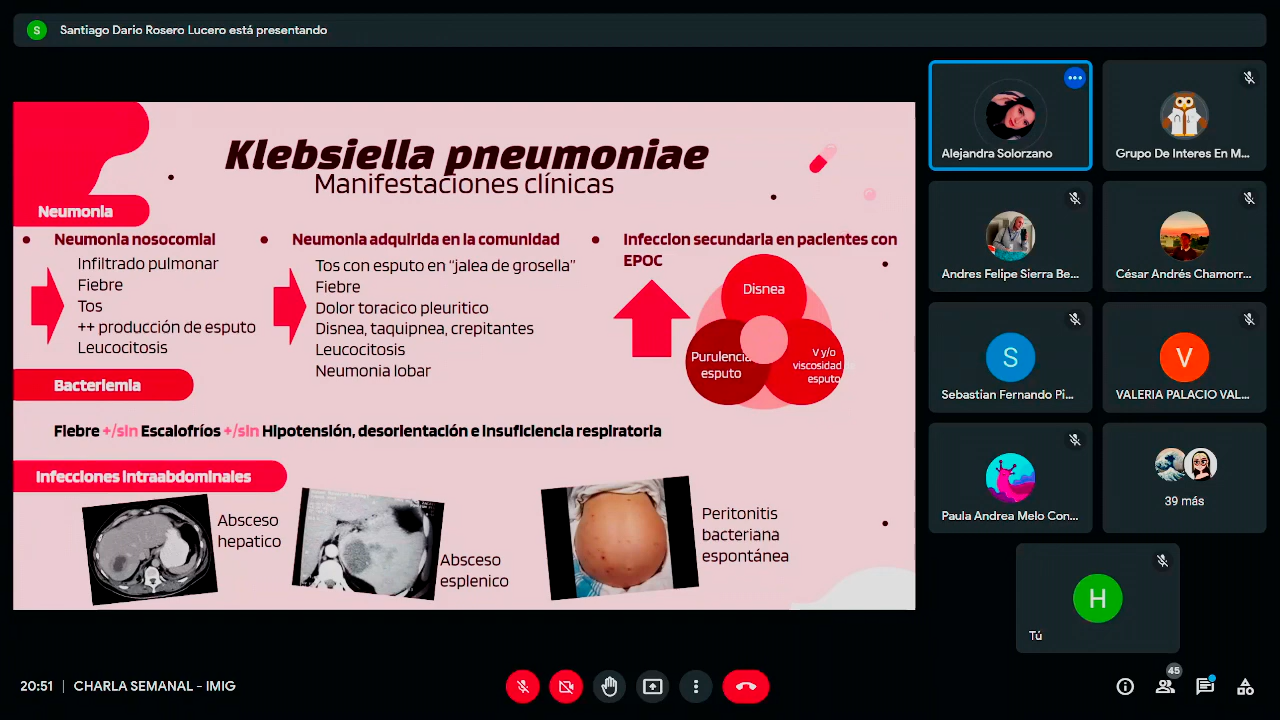 S Santiago Dario Rosero Lucero está presentando
Klebsiella pneumoniae
Manifestaciones clínicas
Neumonia
Neumonia nosocomial
Infiltrado pulmonar
Fiebre
Tos
++ producción de esputo
Leucocitosis
Neumonia adquirida en la comunidad
Tos con esputo en “jalea de grosella”
Fiebre
Dolor toracico pleuritico
Disnea, taquipnea, crepitantes
Leucocitosis
Neumonia lobar
Infeccion secundaria en pacientes con
EPOC
Disnea
Purulencia
esputo
V y/o
viscosidad
esputo
Bacteriemia
Fiebre +/sin Escalofríos +/sin Hipotensión, desorientación e insuficiencia respiratoria
Infecciones intraabdominales
Absceso
hepatico
Absceso
esplenico
Peritonitis
bacteriana
espontánea
Alejandra Solorzano
Grupo De Interes En M...
Andres Felipe Sierra Be...
César Andrés Chamorr...
S
Sebastian Fernando Pi...
V
VALERIA PALACIO VAL...
Paula Andrea Melo Con...
39 más
H
Tú
20:51 | CHARLA SEMANAL - IMIG
45